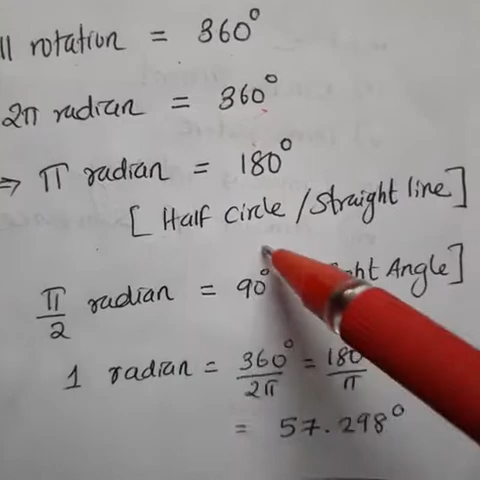 ll rotation = 360°
2π radian = 360°
⇒ π radian = 180°
[ Half circle / Straight line ]
π/2 radian = 90° ht Angle ]
1 radian = 360°/2π = 180/π
= 57.298°